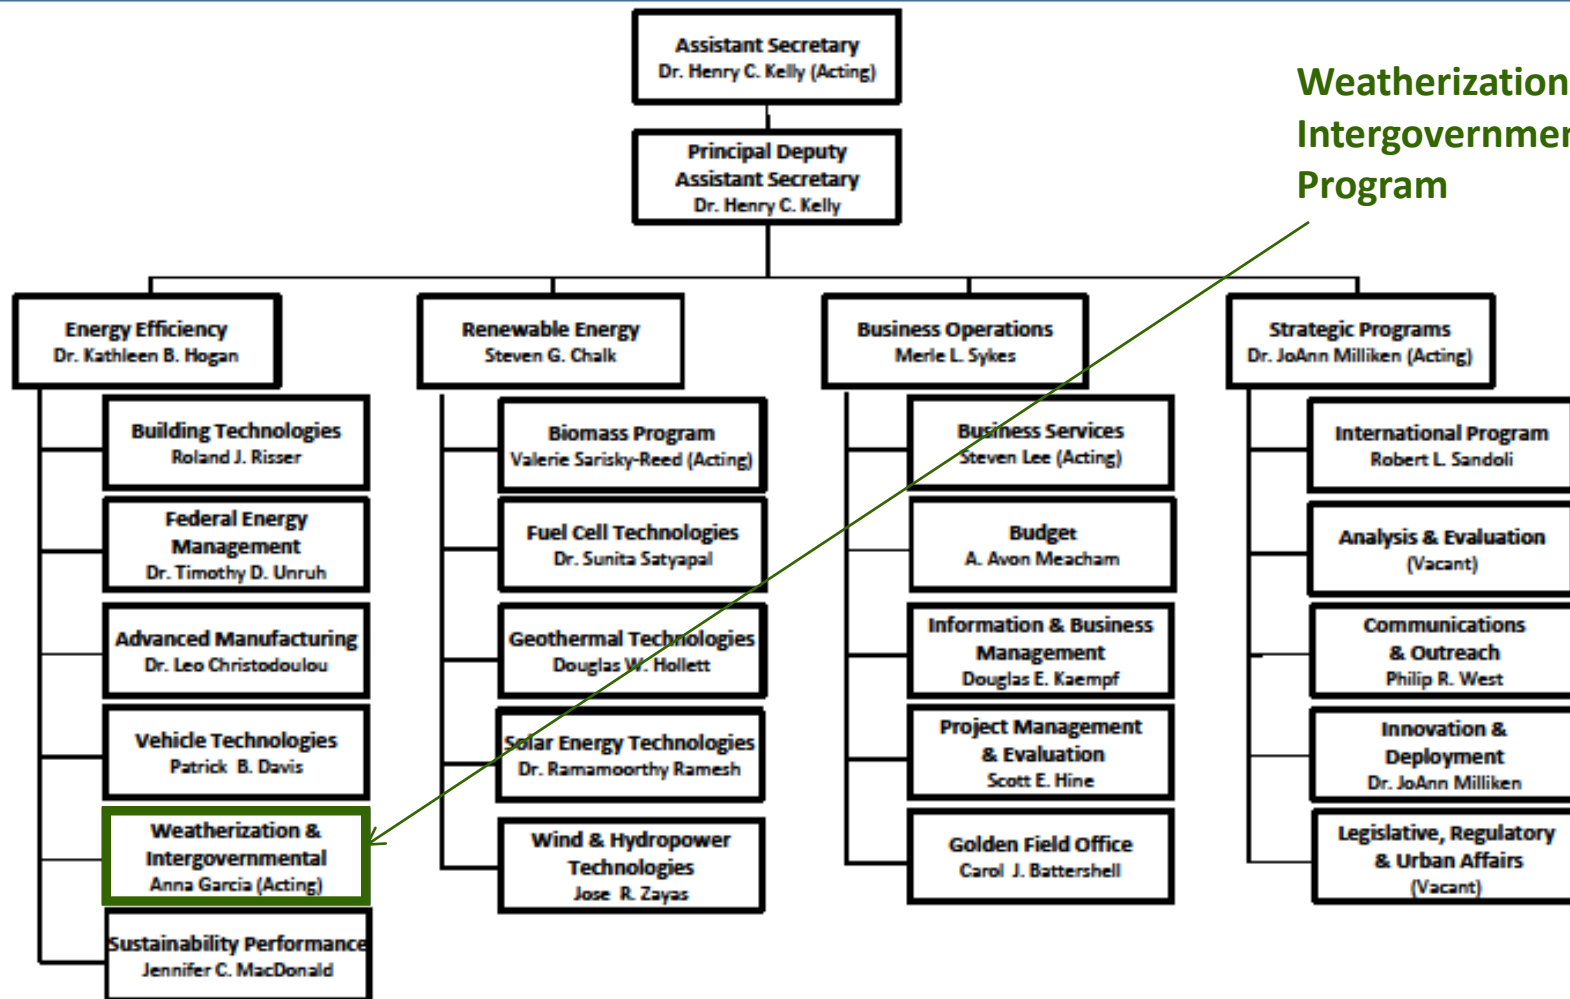 Assistant Secretary
Dr. Henry C. Kelly (Acting)
Weatherization
Intergovernme
Program
Principal Deputy
Assistant Secretary
Dr. Henry C. Kelly
Energy Efficiency
Dr. Kathleen B. Hogan
Renewable Energy
Steven G. Chalk
Business Operations
Merle L. Sykes
Strategic Programs
Dr. JoAnn Milliken (Acting)
Building Technologies
Roland J. Risser
Federal Energy
Management
Dr. Timothy D. Unruh
Advanced Manufacturing
Dr. Leo Christodoulou
Vehicle Technologies
Patrick B. Davis
Weatherization &
Intergovernmental
Anna Garcia (Acting)
Sustainability Performance
Jennifer C. MacDonald
Biomass Program
Valerie Sarisky-Reed (Acting)
Fuel Cell Technologies
Dr. Sunita Satyapal
Geothermal Technologies
Douglas W. Hollett
Solar Energy Technologies
Dr. Ramamoorthy Ramesh
Wind & Hydropower
Technologies
Jose R. Zayas
Business Services
Steven Lee (Acting)
Budget
A. Avon Meacham
Information & Business
Management
Douglas E. Kaempf
Project Management
& Evaluation
Scott E. Hine
Golden Field Office
Carol J. Battershell
International Program
Robert L. Sandoli
Analysis & Evaluation
(Vacant)
Communications
& Outreach
Philip R. West
Innovation &
Deployment
Dr. JoAnn Milliken
Legislative, Regulatory
& Urban Affairs
(Vacant)